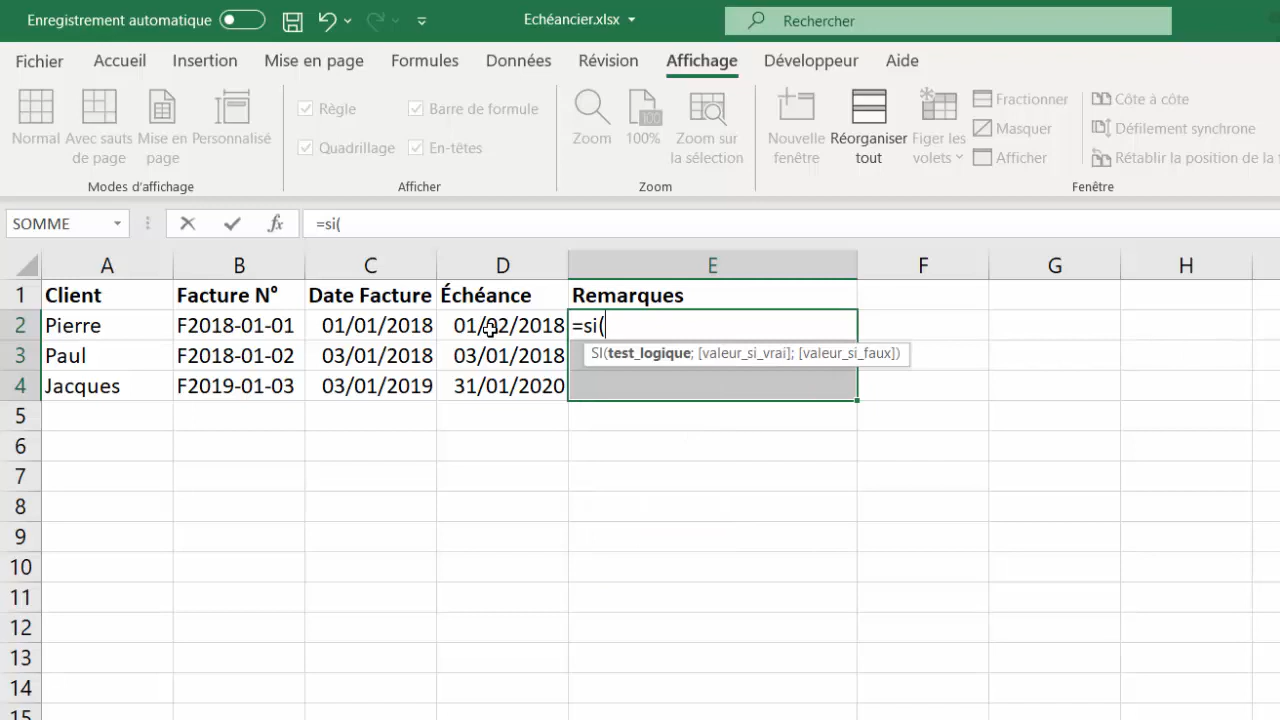 Enregistrement automatique
Echéancier.xlsx
Rechercher
Fichier Accueil Insertion Mise en page Formules Données Révision Affichage Développeur Aide
Normal
Avec sauts de page
Mise en page
Personnalisé
Modes d'affichage
Règle
Barre de formule
Quadrillage
En-têtes
Afficher
Zoom
100%
Zoom sur la sélection
Zoom
Nouvelle fenêtre
Réorganiser tout
Figer les volets
Fractionner
Masquer
Afficher
Côte à côte
Défilement synchrone
Rétablir la position de la f
Fenêtre
SOMME fx =si(
A B C D E F G H
1 Client Facture N° Date Facture Échéance Remarques
2 Pierre F2018-01-01 01/01/2018 01/02/2018 =si(
SI(test_logique; [valeur_si_vrai]; [valeur_si_faux])
3 Paul F2018-01-02 03/01/2018 03/01/2018
4 Jacques F2019-01-03 03/01/2019 31/01/2020
5
6
7
8
9
10
11
12
13
14
15